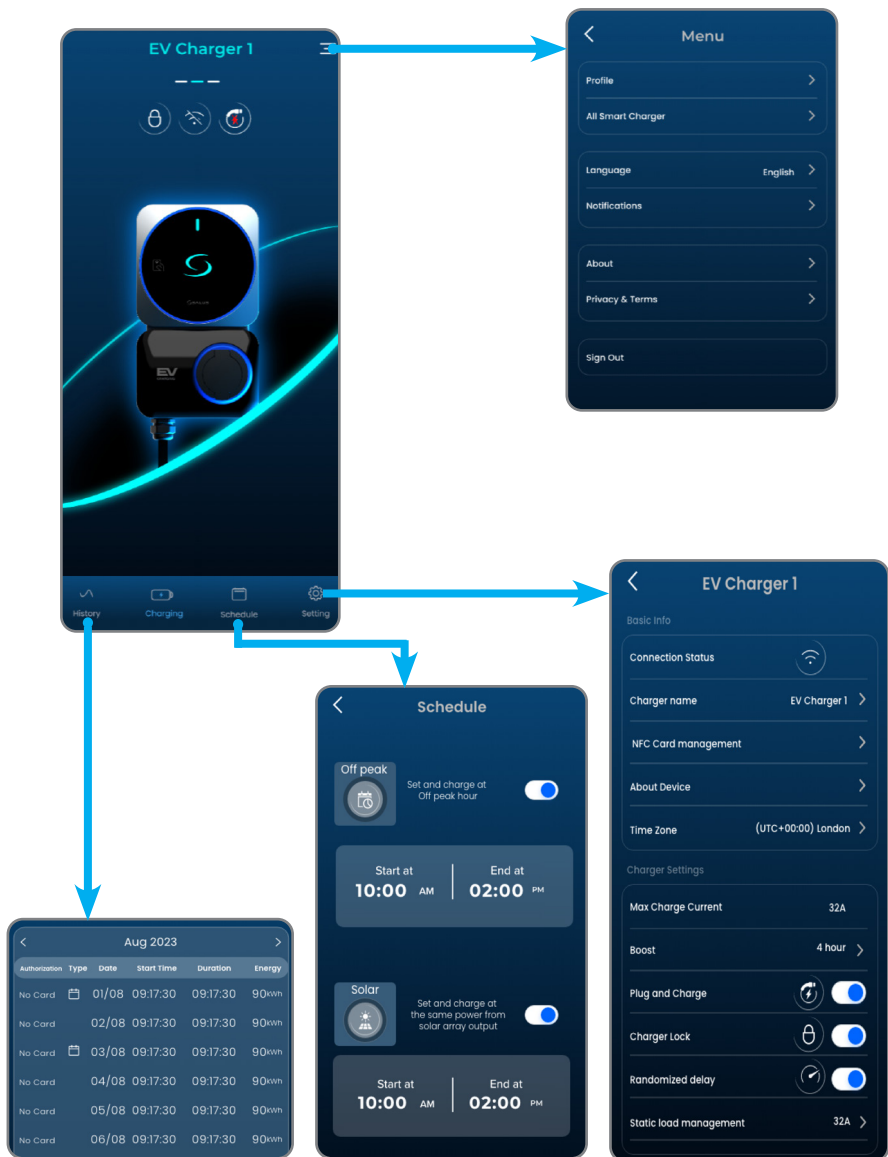 EV Charger 1
EV
History
Charging
Schedule
Setting
Menu
Profile
All Smart Charger
Language English
Notifications
About
Privacy & Terms
Sign Out
Aug 2023
Authorization Type Date Start Time Duration Energy
No Card 01/08 09:17:30 09:17:30 90kWh
No Card 02/08 09:17:30 09:17:30 90kWh
No Card 03/08 09:17:30 09:17:30 90kWh
No Card 04/08 09:17:30 09:17:30 90kWh
No Card 05/08 09:17:30 09:17:30 90kWh
No Card 06/08 09:17:30 09:17:30 90kWh
Schedule
Off peak
Set and charge at
Off peak hour
Start at End at
10:00 AM 02:00 PM
Solar
Set and charge at
the same power from
solar array output
Start at End at
10:00 AM 02:00 PM
EV Charger 1
Basic Info
Connection Status
Charger name EV Charger 1
NFC Card management
About Device
Time Zone (UTC+00:00) London
Charger Settings
Max Charge Current 32A
Boost 4 hour
Plug and Charge
Charger Lock
Randomized delay
Static load management 32A